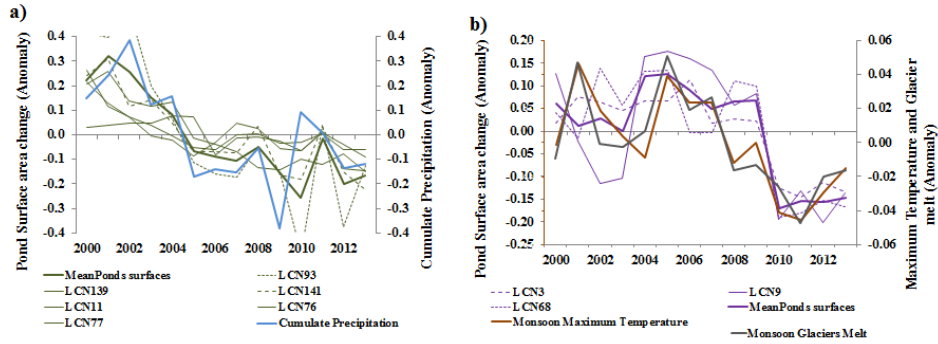 a)
Pond Surface area change (Anomaly)
0.4
0.3
0.2
0.1
0.0
-0.1
-0.2
-0.3
-0.4
2000 2002 2004 2006 2008 2010 2012
0.4
0.3
0.2
0.1
0.0
-0.1
-0.2
-0.3
-0.4
Cumulate Precipitation (Anomaly)
MeanPonds surfaces LCN93
LCN139 LCN141
LCN11 LCN76
LCN77 Cumulate Precipitation
b)
Pond Surface area change (Anomaly)
0.20
0.15
0.10
0.05
0.00
-0.05
-0.10
-0.15
-0.20
-0.25
2000 2002 2004 2006 2008 2010 2012
0.06
0.04
0.02
0.00
-0.02
-0.04
-0.06
Maximum Temperature and Glacier
melt (Anomaly)
LCN3 LCN9
LCN68 MeanPonds surfaces
Monsoon Maximum Temperature Monsoon Glaciers Melt